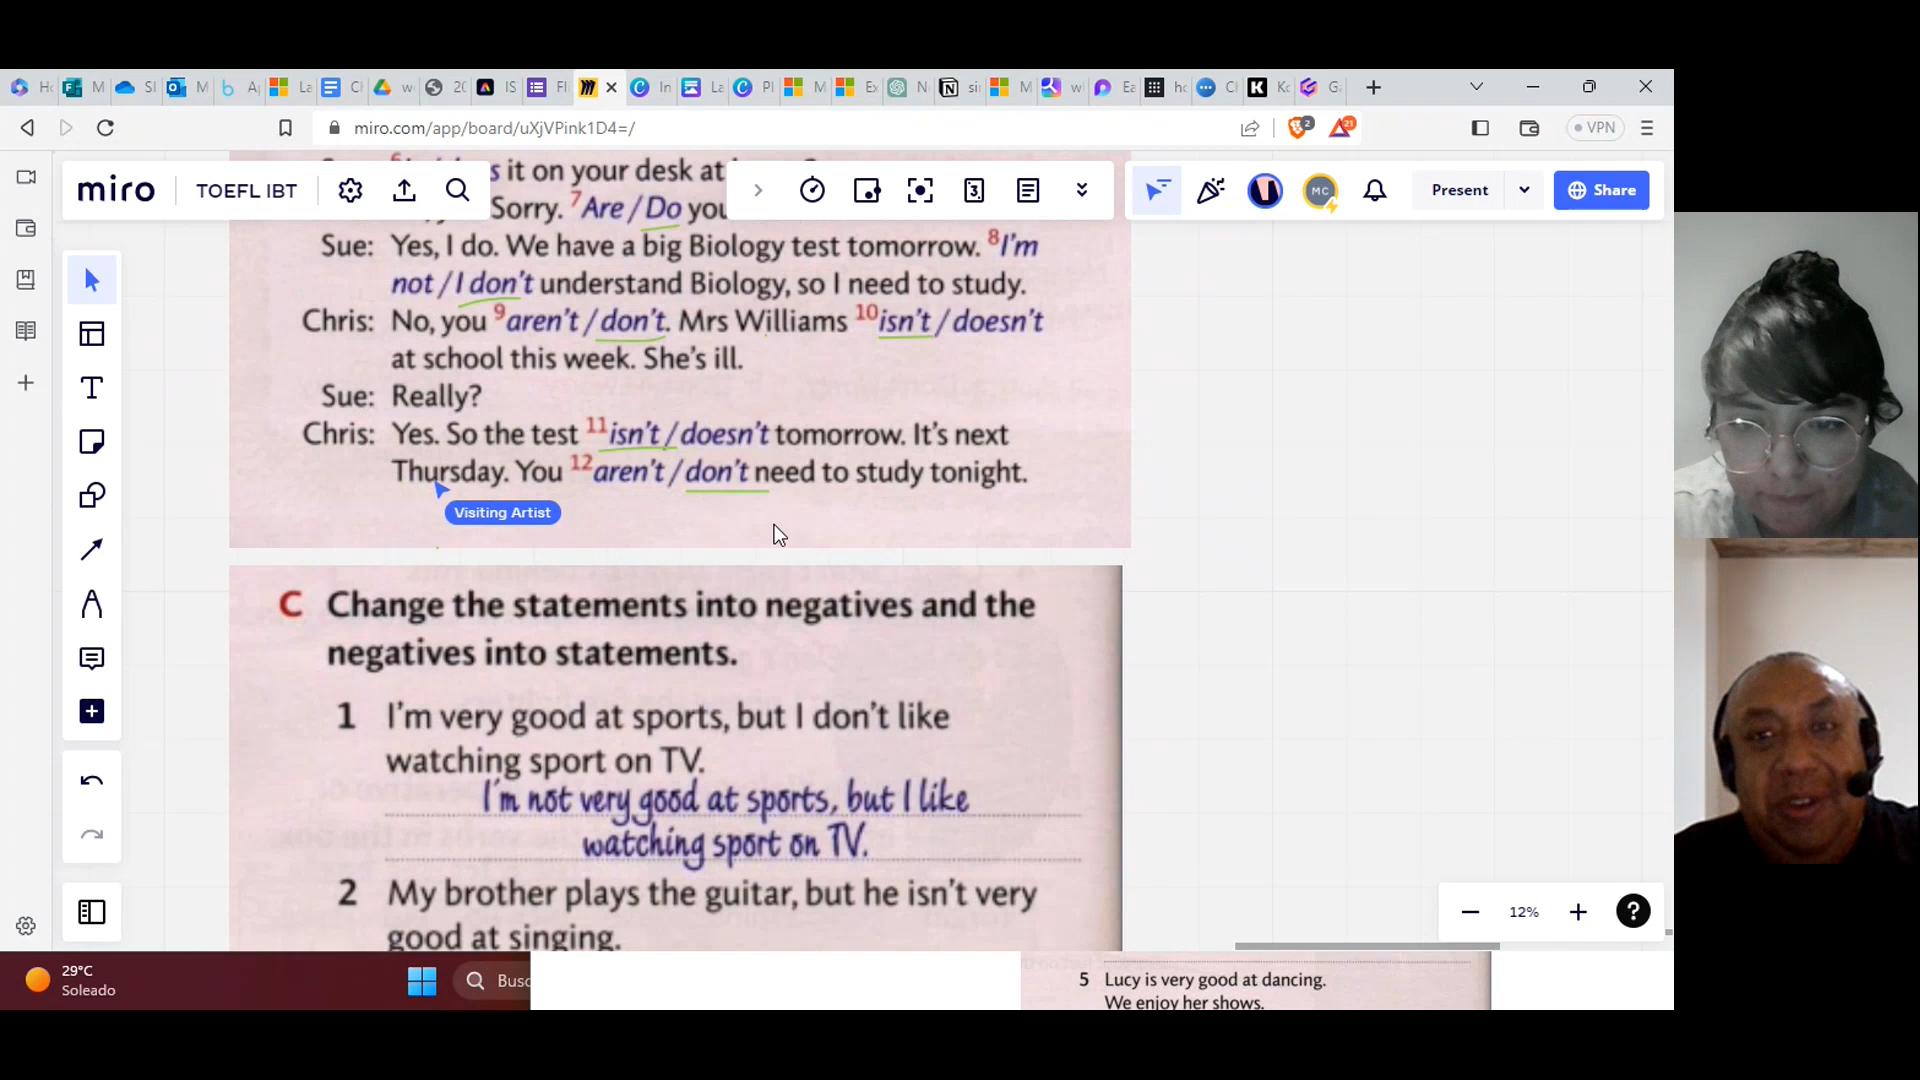 miro.com/app/board/uXjVPink1D4=/
2
21
VPN
miro
TOEFL IBT
3
MC
Present
Share
it on your desk at
Sorry. 7Are / Do you
Sue: Yes, I do. We have a big Biology test tomorrow. 8I'm
not / I don't understand Biology, so I need to study.
Chris: No, you 9aren't / don't. Mrs Williams 10isn't / doesn't
at school this week. She's ill.
Sue: Really?
Chris: Yes. So the test 11isn't / doesn't tomorrow. It's next
Thursday. You 12aren't / don't need to study tonight.
Visiting Artist
C Change the statements into negatives and the
negatives into statements.
1 I'm very good at sports, but I don't like
watching sport on TV.
I'm not very good at sports, but I like
watching sport on TV.
2 My brother plays the guitar, but he isn't very
good at singing.
12%
?
29°C
Soleado
Busc
5 Lucy is very good at dancing.
We enjoy her shows.